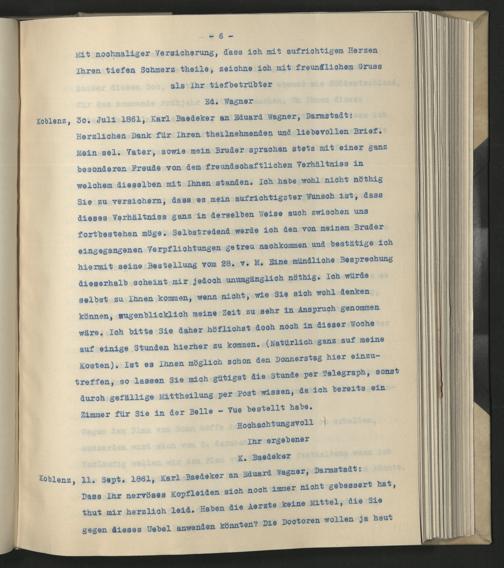 - 6 -
Mit nochmaliger Versicherung, dass ich mit aufrichtigem Herzen
Ihren tiefen Schmerz theile, zeichne ich mit freundlichem Gruss
als Ihr tiefbetrübter
Ed. Wagner
Koblenz, 3o. Juli 1861, Karl Baedeker an Eduard Wagner, Darmstadt:
Herzlichen Dank für Ihren theilnehmenden und liebevollen Brief.
Mein sel. Vater, sowie mein Bruder sprachen stets mit einer ganz
besonderen Freude von dem freundschaftlichen Verhältniss in
welchem dieselben mit Ihnen standen. Ich habe wohl nicht nöthig
Sie zu versichern, dass es mein aufrichtigster Wunsch ist, dass
dieses Verhältniss ganz in derselben Weise auch zwischen uns
fortbestehen möge. Selbstredend werde ich den von meinem Bruder
eingegangenen Verpflichtungen getreu nachkommen und bestätige ich
hiermit seine Bestellung vom 28. v. M. Eine mündliche Besprechung
dieserhalb scheint mir jedoch unumgänglich nöthig. Ich würde
selbst zu Ihnen kommen, wenn nicht, wie Sie sich wohl denken
können, augenblicklich meine Zeit zu sehr in Anspruch genommen
wäre. Ich bitte Sie daher höflichst doch noch in dieser Woche
auf einige Stunden hierher zu kommen. (Natürlich ganz auf meine
Kosten). Ist es Ihnen möglich schon den Donnerstag hier einzu-
treffen, so lassen Sie mich gütigst die Stunde per Telegraph, sonst
durch gefällige Mittheilung per Post wissen, da ich bereits ein
Zimmer für Sie in der Belle - Vue bestellt habe.
Hochachtungsvoll
Ihr ergebener
K. Baedeker
Koblenz, 11. Sept. 1861, Karl Baedeker an Eduard Wagner, Darmstadt:
Dass Ihr nervöses Kopfleiden sich noch immer nicht gebessert hat,
thut mir herzlich leid. Haben die Aerzte keine Mittel, die Sie
gegen dieses Uebel anwenden könnten? Die Doctoren wollen ja heut